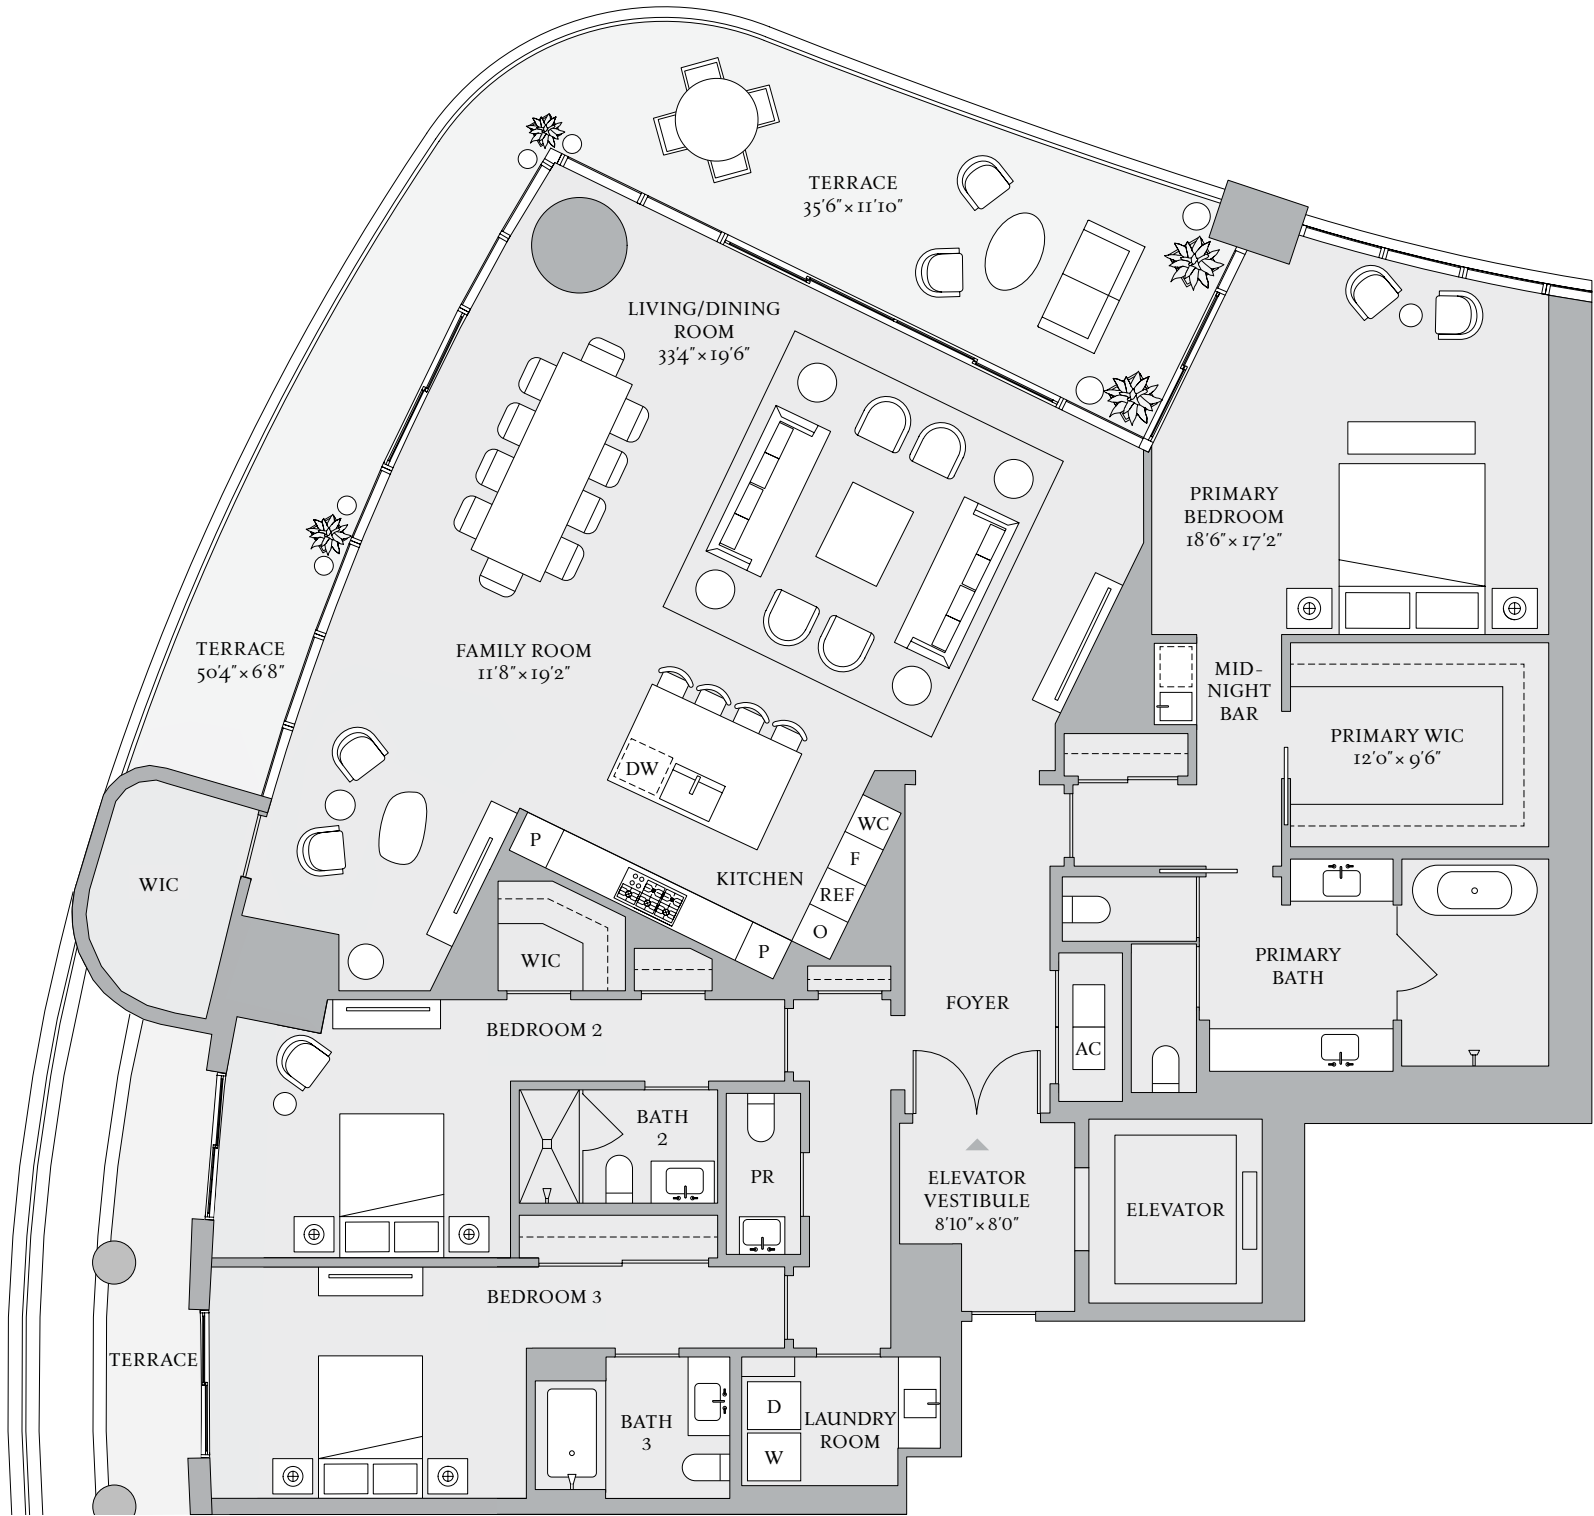 TERRACE
35'6"×11'10"
LIVING/DINING
ROOM
33'4"×19'6"
PRIMARY
BEDROOM
18'6"×17'2"
TERRACE
50'4"×6'8"
FAMILY ROOM
11'8"×19'2"
MID-
NIGHT
BAR
PRIMARY WIC
12'0"×9'6"
DW
P
WC
F
REF
O
KITCHEN
P
WIC
WIC
PRIMARY
BATH
FOYER
AC
BEDROOM 2
BATH
2
PR
ELEVATOR
VESTIBULE
8'10"×8'0"
ELEVATOR
BEDROOM 3
TERRACE
BATH
3
D
W
LAUNDRY
ROOM